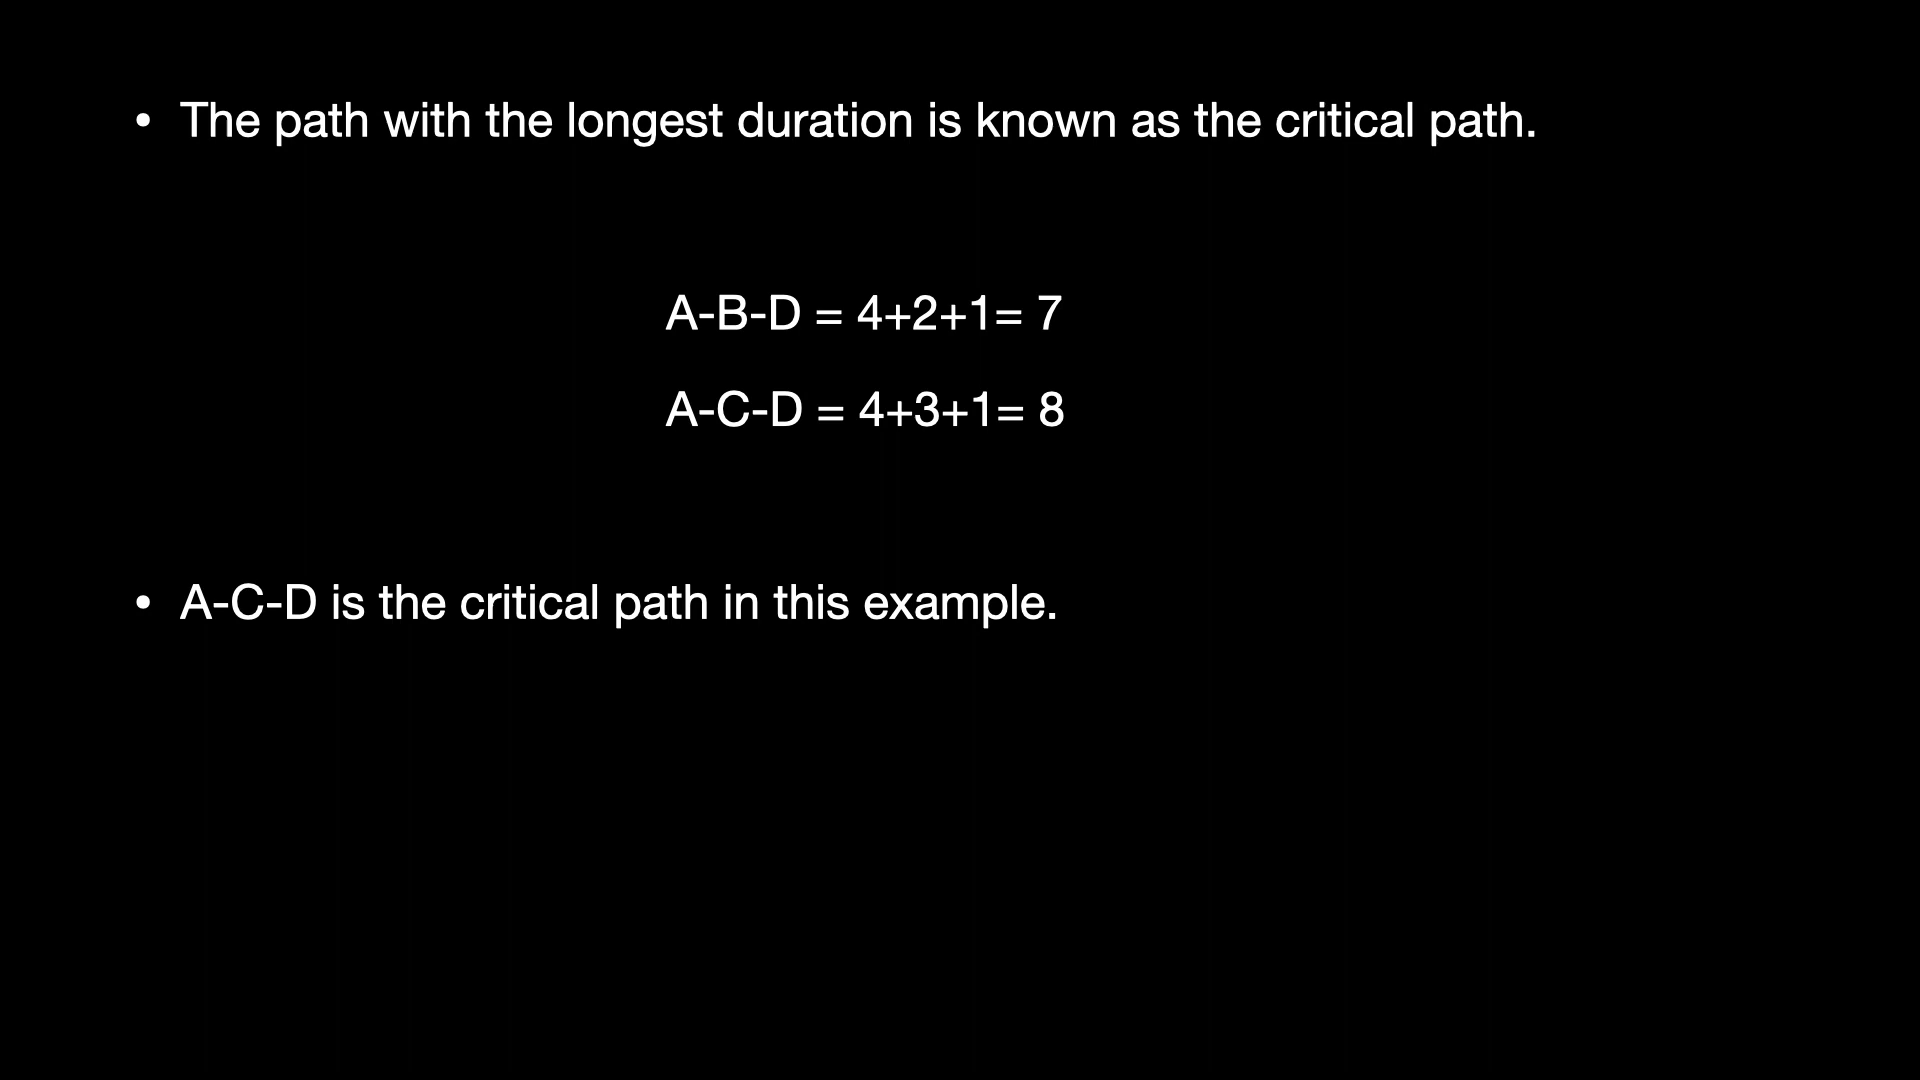 • The path with the longest duration is known as the critical path.
A-B-D = 4+2+1= 7
A-C-D = 4+3+1= 8
• A-C-D is the critical path in this example.